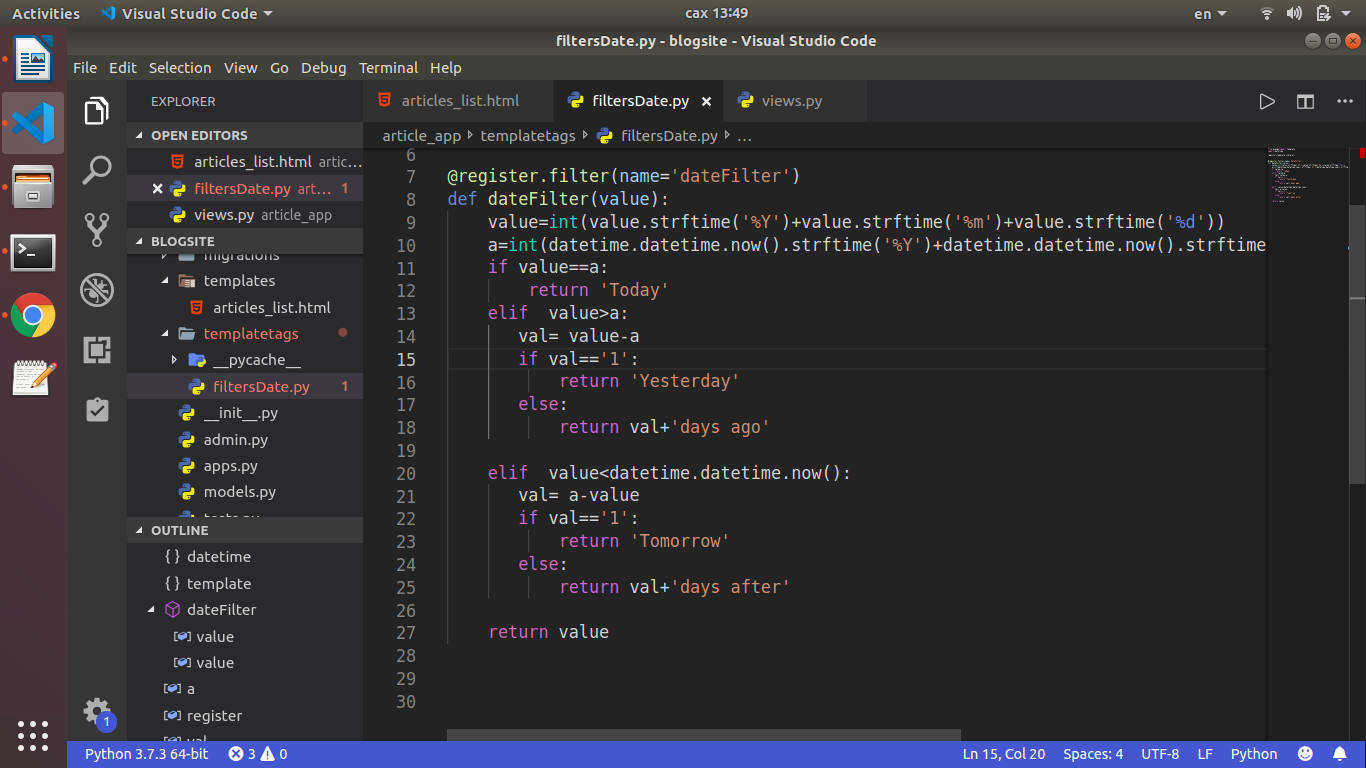 Activities Visual Studio Code сах 13:49 en
filtersDate.py - blogsite - Visual Studio Code
File Edit Selection View Go Debug Terminal Help
EXPLORER
OPEN EDITORS
articles_list.html artic...
filtersDate.py art... 1
views.py article_app
BLOGSITE
migrations
templates
articles_list.html
templatetags
__pycache__
filtersDate.py 1
__init__.py
admin.py
apps.py
models.py
tests.py
OUTLINE
datetime
template
dateFilter
value
value
a
register
val
1
articles_list.html filtersDate.py views.py
article_app templatetags filtersDate.py ...
6
7 @register.filter(name='dateFilter')
8 def dateFilter(value):
9 value=int(value.strftime('%Y')+value.strftime('%m')+value.strftime('%d'))
10 a=int(datetime.datetime.now().strftime('%Y')+datetime.datetime.now().strftime
11 if value==a:
12 return 'Today'
13 elif  value>a:
14 val= value-a
15 if val=='1':
16 return 'Yesterday'
17 else:
18 return val+'days ago'
19
20 elif  value<datetime.datetime.now():
21 val= a-value
22 if val=='1':
23 return 'Tomorrow'
24 else:
25 return val+'days after'
26
27 return value
28
29
30
Python 3.7.3 64-bit 3 0 Ln 15, Col 20 Spaces: 4 UTF-8 LF Python